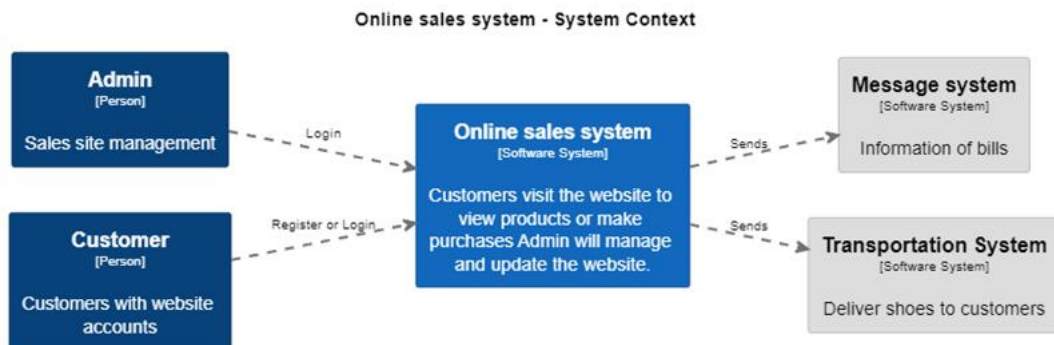 Online sales system - System Context
Admin
[Person]
Sales site management
Login
Customer
[Person]
Customers with website
accounts
Register or Login
Online sales system
[Software System]
Customers visit the website to
view products or make
purchases Admin will manage
and update the website.
Sends
Message system
[Software System]
Information of bills
Sends
Transportation System
[Software System]
Deliver shoes to customers